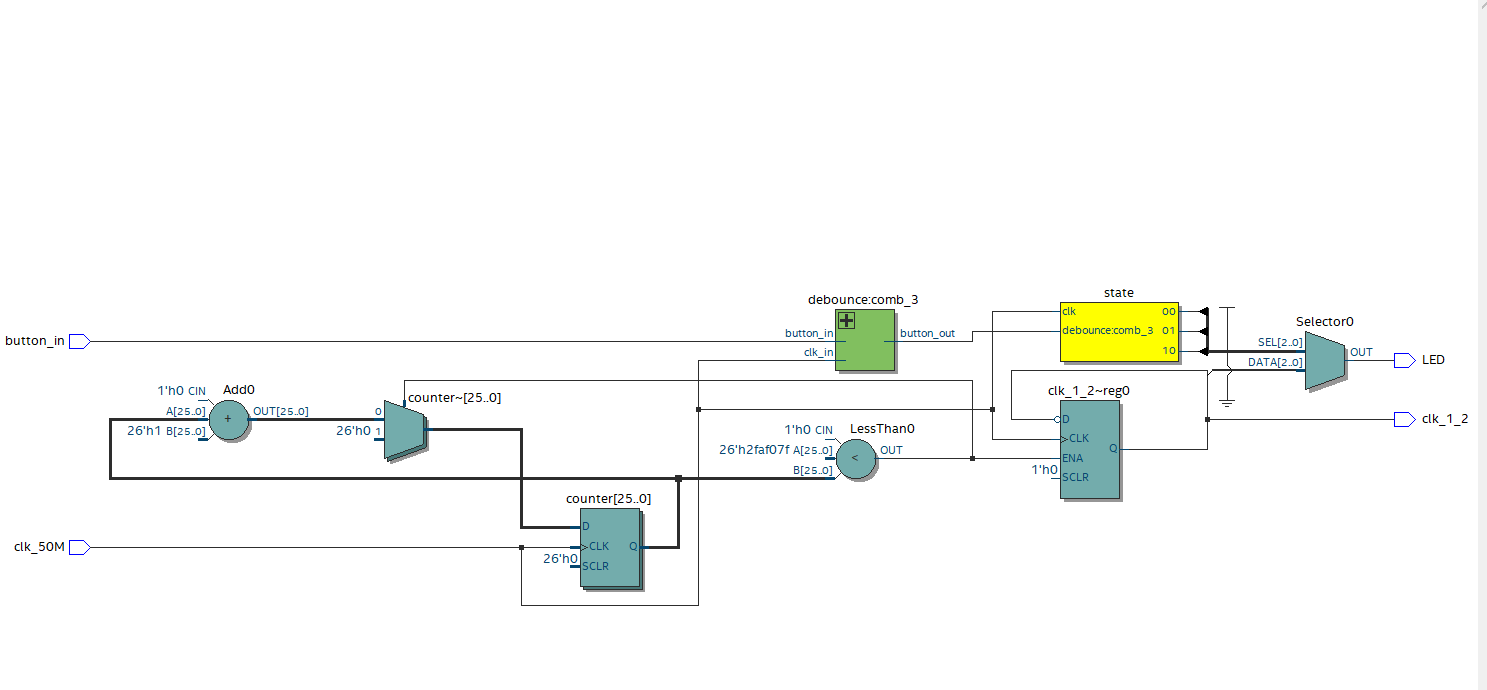 state
debounce:comb_3
clk
00
Selector0
button_in
button_in
button_out
debounce:comb_3
01
SEL[2..0]
clk_in
10
OUT
LED
DATA[2..0]
1'h0 CIN
Add0
clk_1_2~reg0
counter~[25..0]
A[25..0]
OUT[25..0]
0
+
D
clk_1_2
26'h1 B[25..0]
26'h0 1
1'h0 CIN
LessThan0
CLK
26'h2faf07f A[25..0]
OUT
Q
<
ENA
B[25..0]
1'h0
SCLR
counter[25..0]
D
clk_50M
CLK
Q
26'h0
SCLR